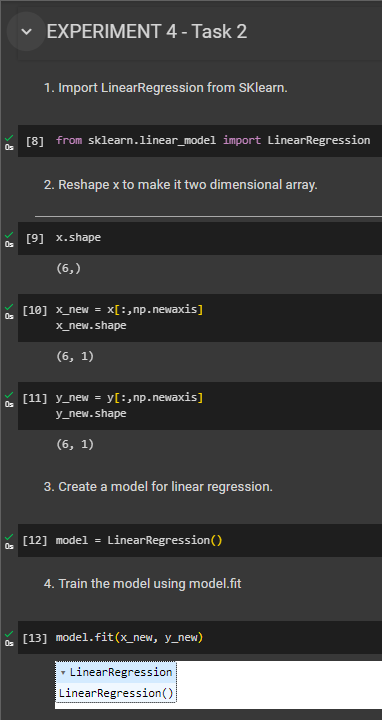 EXPERIMENT 4 - Task 2
1. Import LinearRegression from SKlearn.
[8] from sklearn.linear_model import LinearRegression
0s
2. Reshape x to make it two dimensional array.
[9] x.shape
0s
(6,)
[10] x_new = x[:,np.newaxis]
0s x_new.shape
(6, 1)
[11] y_new = y[:,np.newaxis]
0s y_new.shape
(6, 1)
3. Create a model for linear regression.
[12] model = LinearRegression()
0s
4. Train the model using model.fit
[13] model.fit(x_new, y_new)
0s
▾ LinearRegression
LinearRegression()